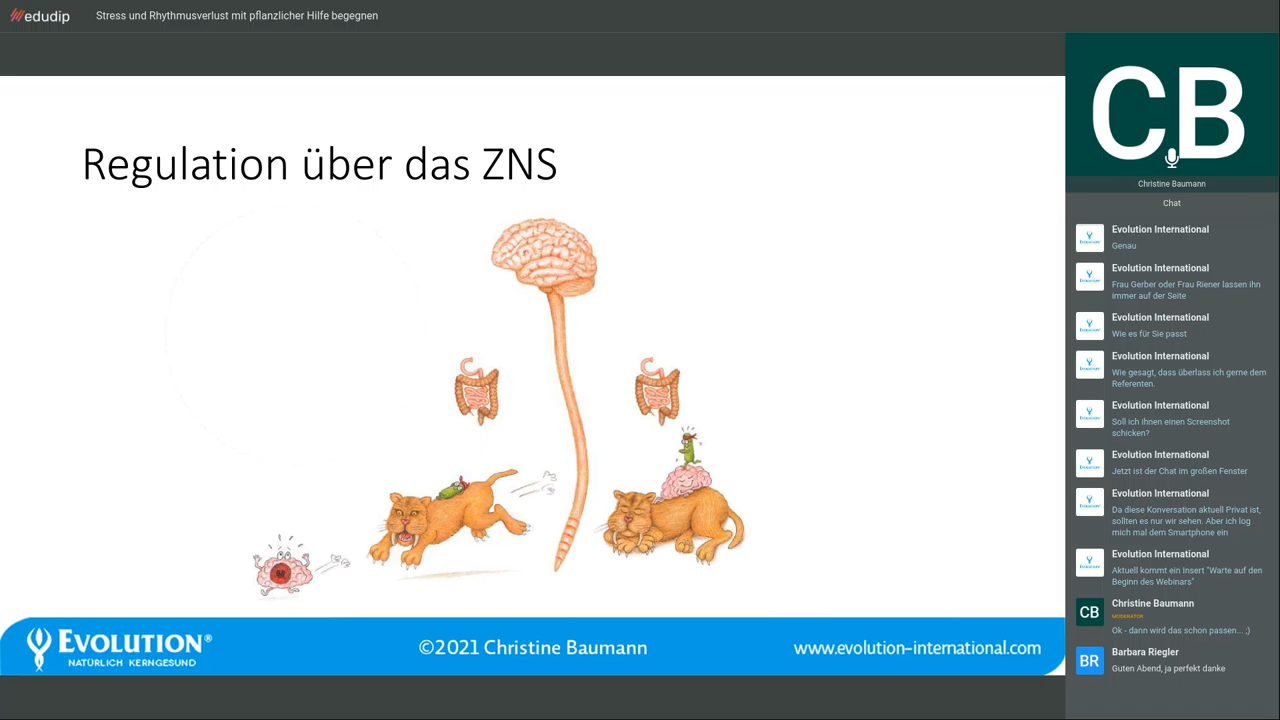 edudip
Stress und Rhythmusverlust mit pflanzlicher Hilfe begegnen
Regulation über das ZNS
EVOLUTION®
NATÜRLICH KERNGESUND
©2021 Christine Baumann
www.evolution-international.com
CB
Christine Baumann
Chat
Evolution International
Genau
Evolution International
Frau Gerber oder Frau Riener lassen ihn
immer auf der Seite
Evolution International
Wie es für Sie passt
Evolution International
Wie gesagt, dass überlass ich gerne dem
Referenten.
Evolution International
Soll ich ihnen einen Screenshot
schicken?
Evolution International
Jetzt ist der Chat im großen Fenster
Evolution International
Da diese Konversation aktuell Privat ist,
sollten es nur wir sehen. Aber ich log
mich mal dem Smartphone ein
Evolution International
Aktuell kommt ein Insert "Warte auf den
Beginn des Webinars"
CB
Christine Baumann
MODERATOR
Ok - dann wird das schon passen... ;)
BR
Barbara Riegler
Guten Abend, ja perfekt danke